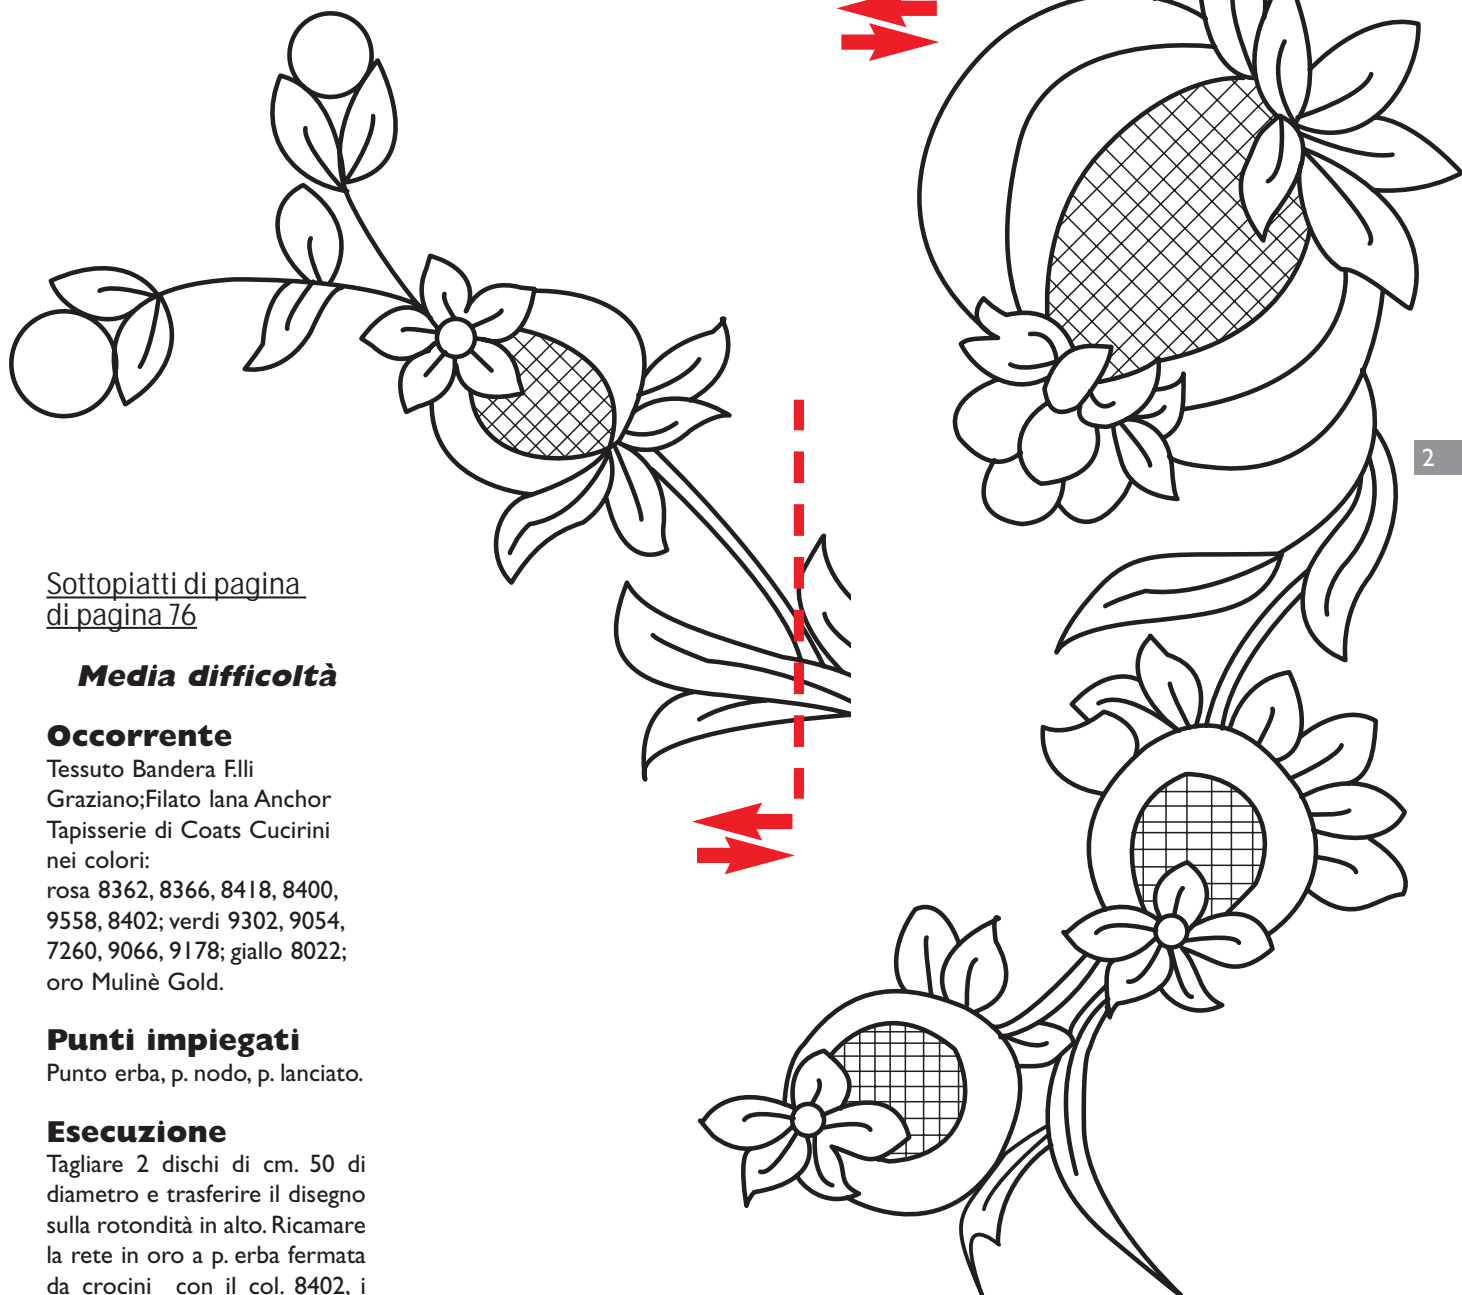 Sottopiatti di pagina
di pagina 76
Media difficoltà
Occorrente
Tessuto Bandera F.lli
Graziano;Filato lana Anchor
Tapisserie di Coats Cucirini
nei colori:
rosa 8362, 8366, 8418, 8400,
9558, 8402; verdi 9302, 9054,
7260, 9066, 9178; giallo 8022;
oro Mulinè Gold.
Punti impiegati
Punto erba, p. nodo, p. lanciato.
Esecuzione
Tagliare 2 dischi di cm. 50 di
diametro e trasferire il disegno
sulla rotondità in alto. Ricamare
la rete in oro a p. erba fermata
da crocini con il col. 8402, i
2